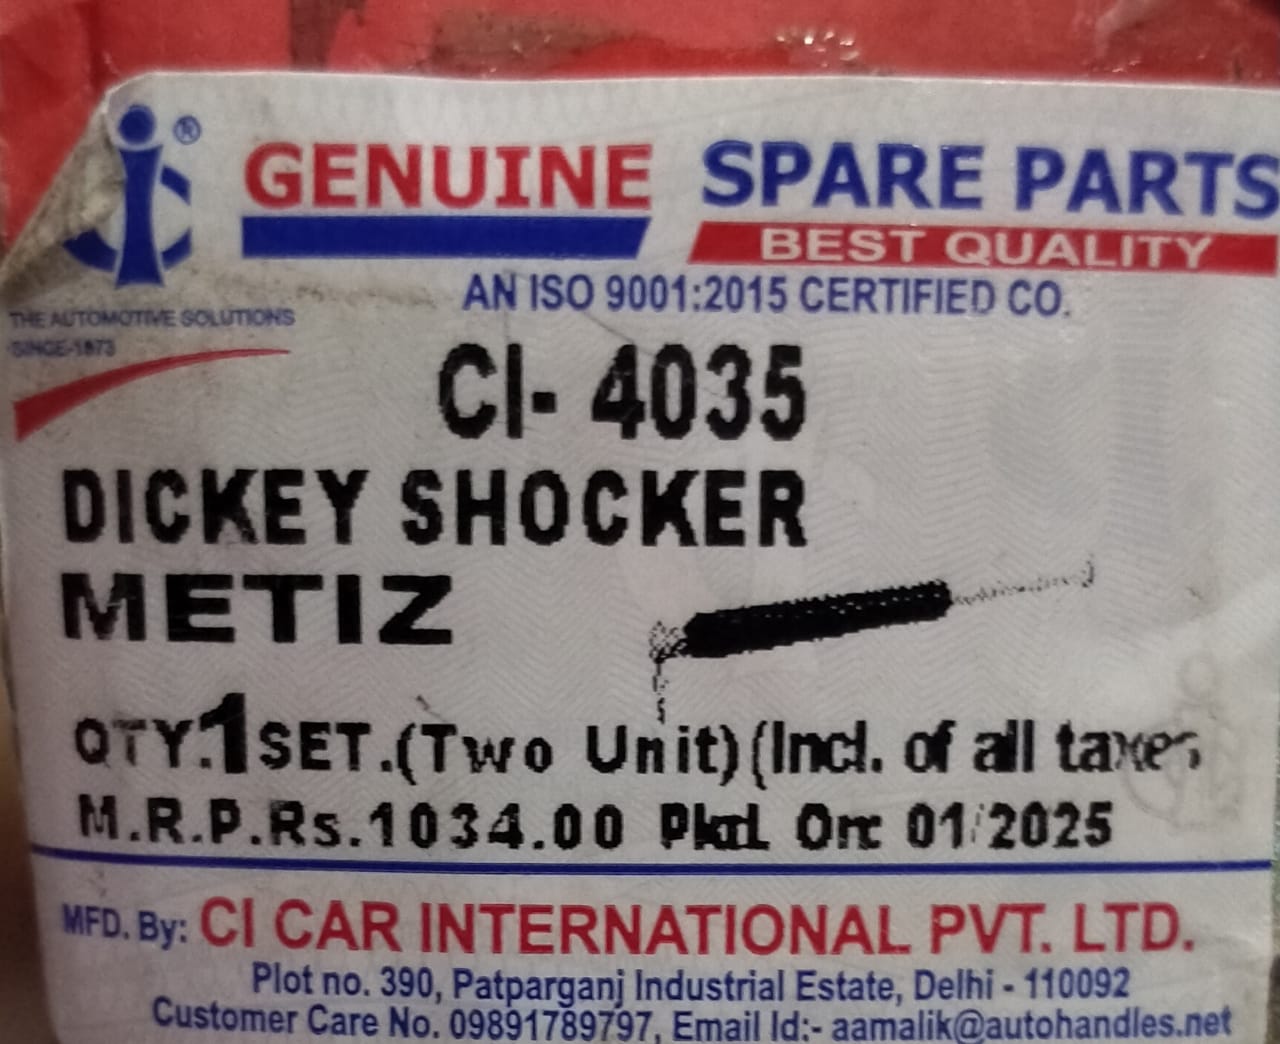 ®
GENUINE SPARE PARTS
BEST QUALITY
AN ISO 9001:2015 CERTIFIED CO.
THE AUTOMOTIVE SOLUTIONS
SINCE-1973
CI- 4035
DICKEY SHOCKER
METIZ
QTY.1SET.(Two Unit)(Incl. of all taxes
M.R.P.Rs.1034.00 Pkd. On: 01/2025
MFD. By: CI CAR INTERNATIONAL PVT. LTD.
Plot no. 390, Patparganj Industrial Estate, Delhi - 110092
Customer Care No. 09891789797, Email Id:- aamalik@autohandles.net